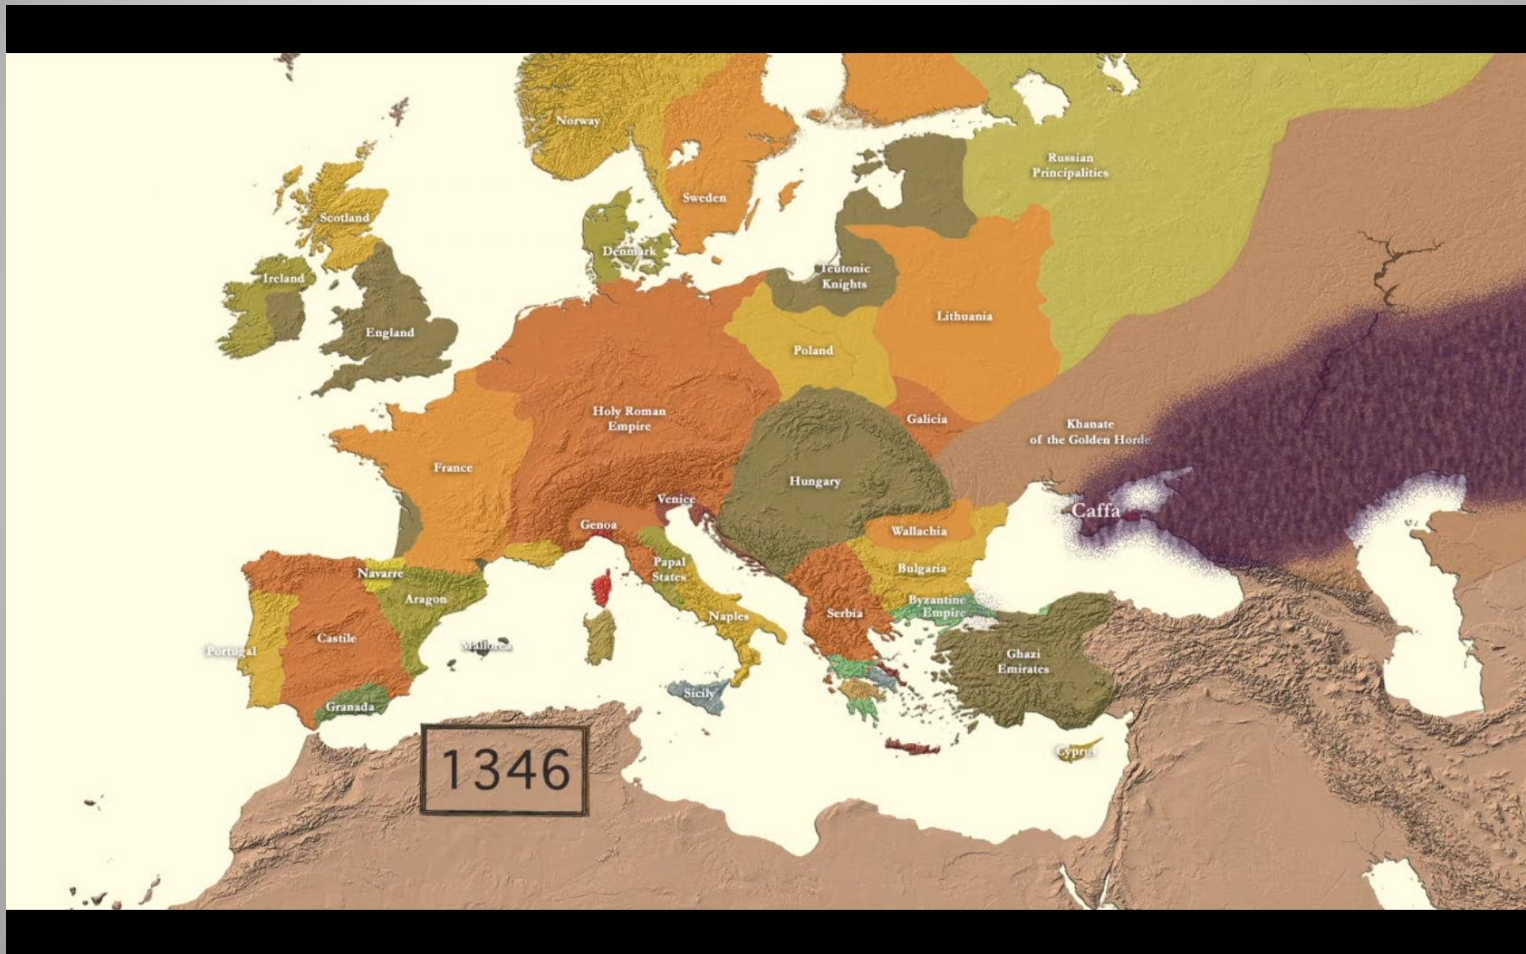 Norway
Russian
Principalities
Sweden
Scotland
Denmark
Teutonic
Knights
Ireland
Lithuania
England
Poland
Holy Roman
Empire
Galicia
Khanate
of the Golden Horde
France
Hungary
Venice
Caffa
Genoa
Wallachia
Papal
States
Bulgaria
Navarre
Aragon
Byzantine
Empire
Naples
Serbia
Castile
Portugal
Mallorca
Ghazi
Emirates
Sicily
Granada
Cyprus
1346